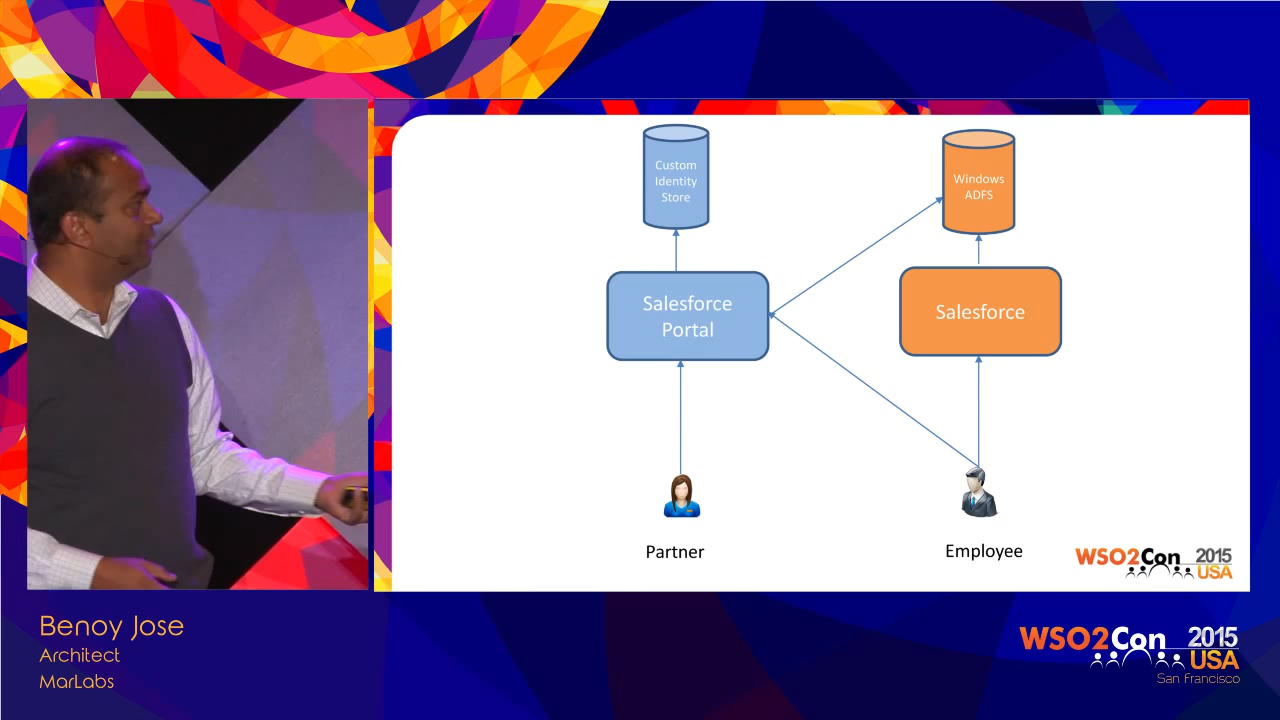 Custom
Identity
Store
Windows
ADFS
Salesforce
Portal
Salesforce
Partner
Employee
WSO2Con 2015
USA
Benoy Jose
Architect
MarLabs
WSO2Con 2015
USA
San Francisco